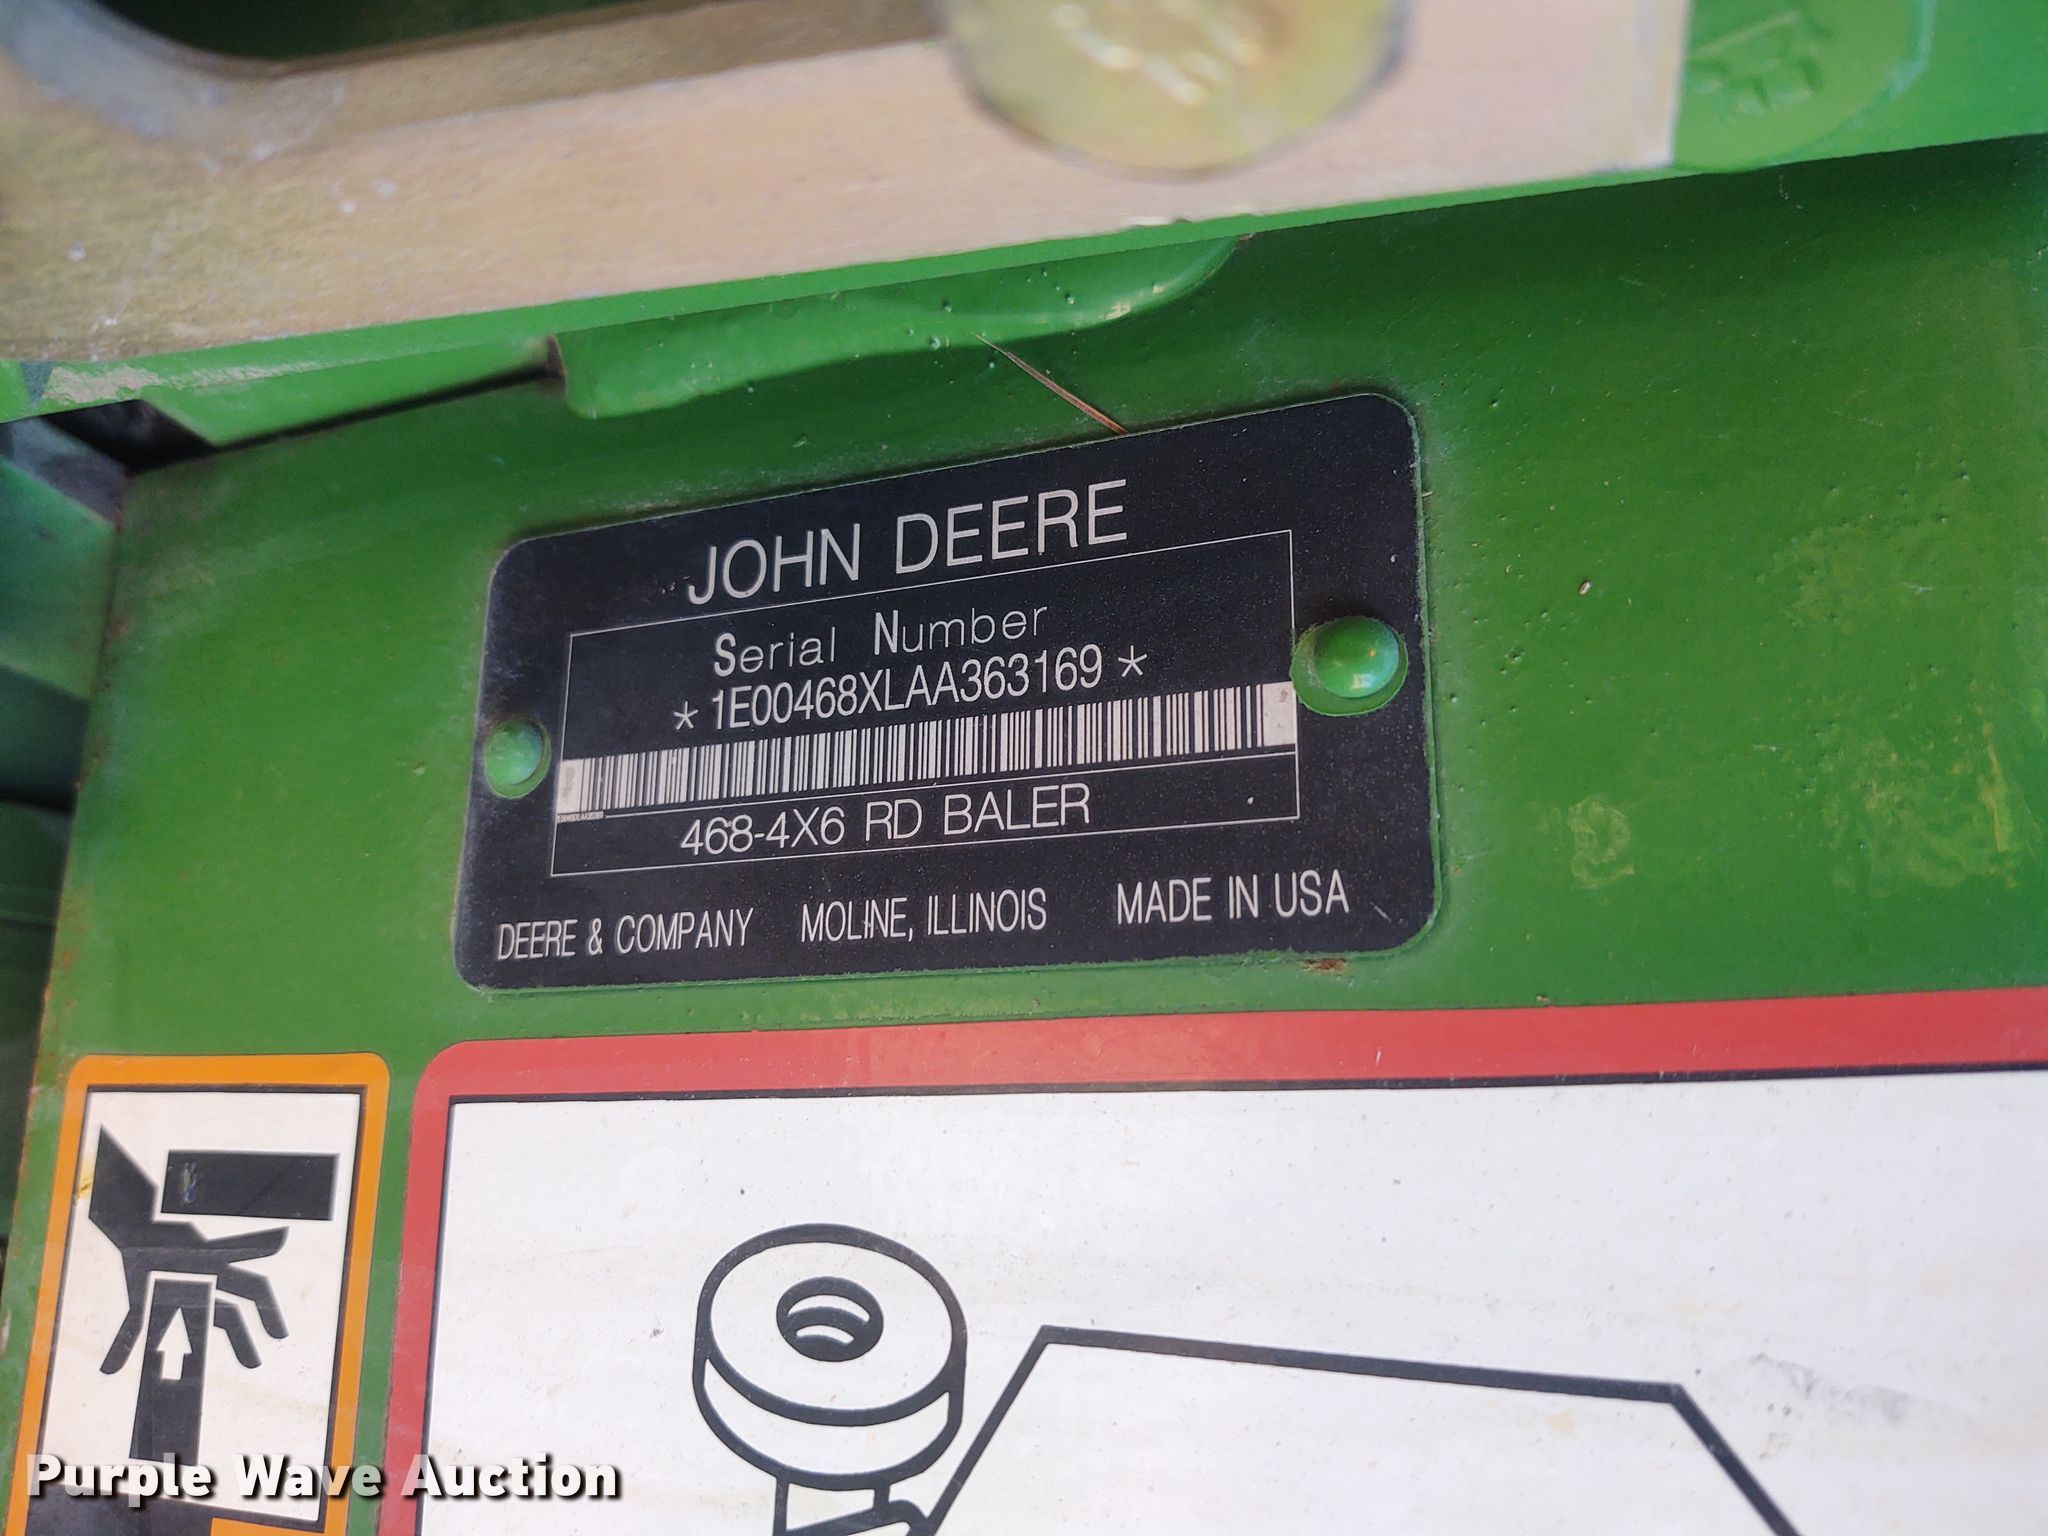 JOHN DEERE
Serial Number
* 1E00468XLAA363169 *
468-4X6 RD BALER
DEERE & COMPANY MOLINE, ILLINOIS MADE IN USA
Purple Wave Auction